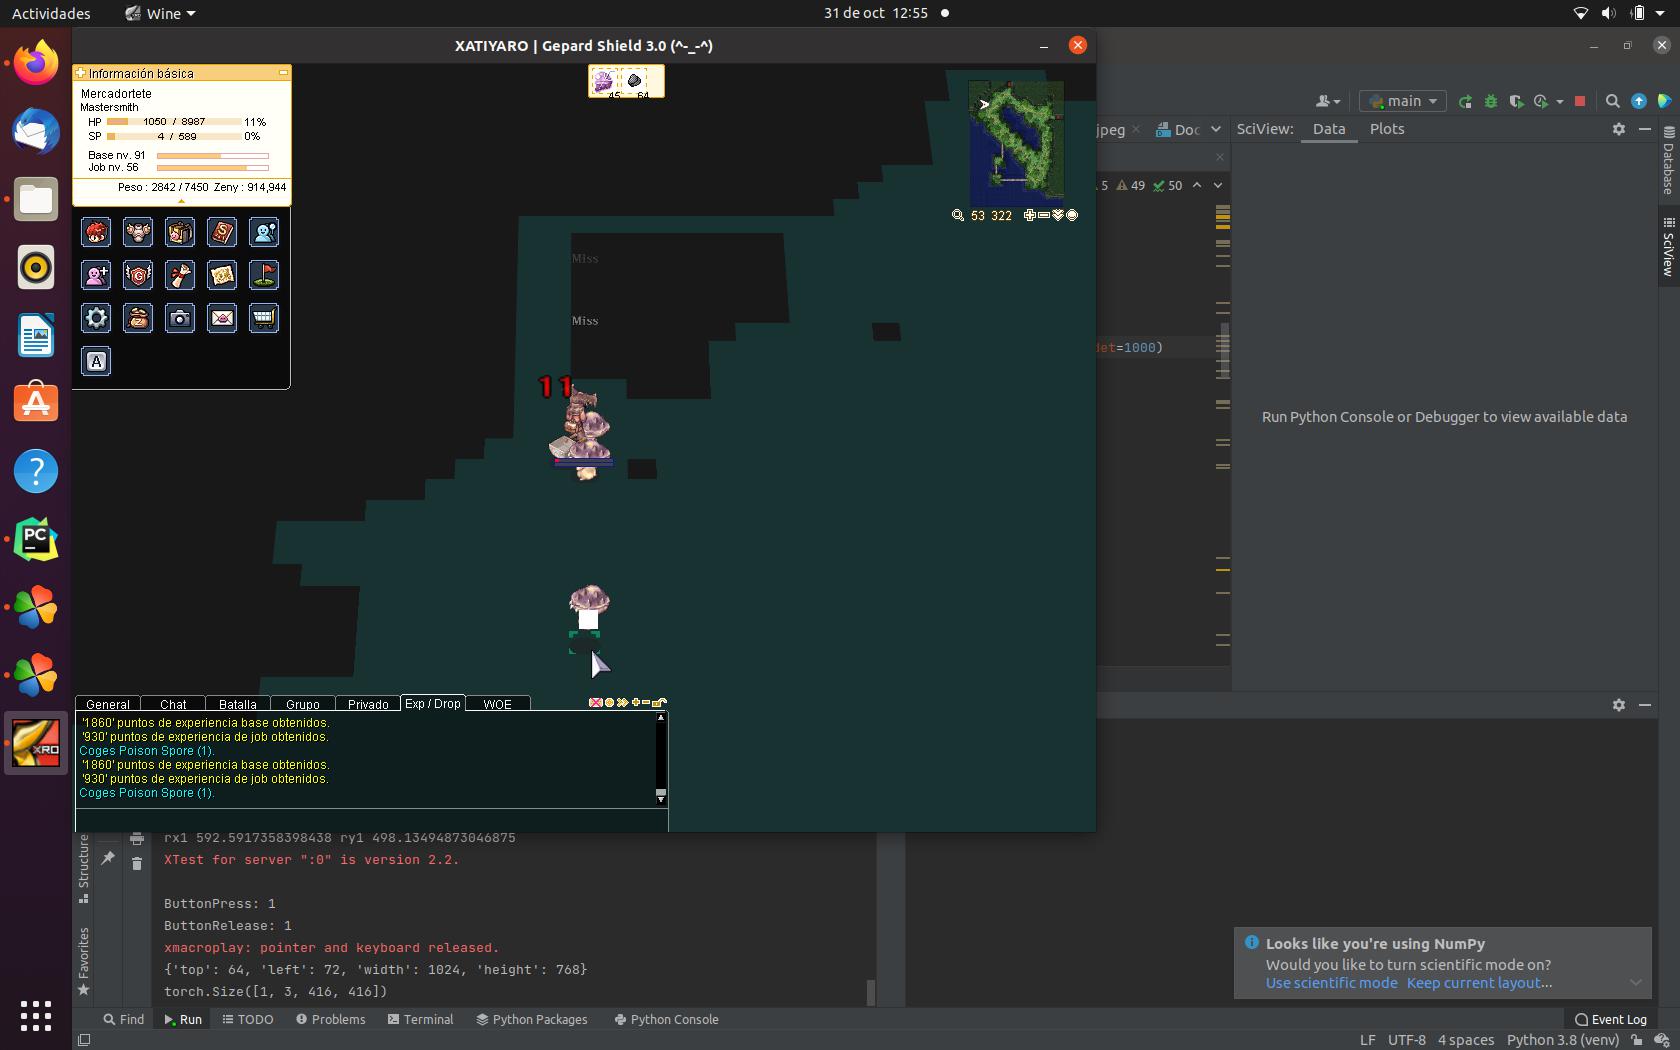 Actividades
Wine
31 de oct 12:55
XATIYARO | Gepard Shield 3.0 (^-_-^)
Información básica
Mercadortete
Mastersmith
HP 1050 / 8987 11%
SP 4 / 589 0%
Base nv. 91
Job nv. 56
Peso : 2842 / 7450 Zeny : 914,944
45 64
53 322
A
Miss
Miss
11
General Chat Batalla Grupo Privado Exp / Drop WOE
'1860' puntos de experiencia base obtenidos.
'930' puntos de experiencia de job obtenidos.
Coges Poison Spore (1).
'1860' puntos de experiencia base obtenidos.
'930' puntos de experiencia de job obtenidos.
Coges Poison Spore (1).
main
jpeg Doc SciView: Data Plots
5 49 50
det=1000)
Run Python Console or Debugger to view available data
Database
SciView
PC
XRO
rx1 592.5917358398438 ry1 498.13494873046875
XTest for server ":0" is version 2.2.
ButtonPress: 1
ButtonRelease: 1
xmacroplay: pointer and keyboard released.
{'top': 64, 'left': 72, 'width': 1024, 'height': 768}
torch.Size([1, 3, 416, 416])
Structure
Favorites
Looks like you're using NumPy
Would you like to turn scientific mode on?
Use scientific mode Keep current layout...
Find Run TODO Problems Terminal Python Packages Python Console Event Log
LF UTF-8 4 spaces Python 3.8 (venv)